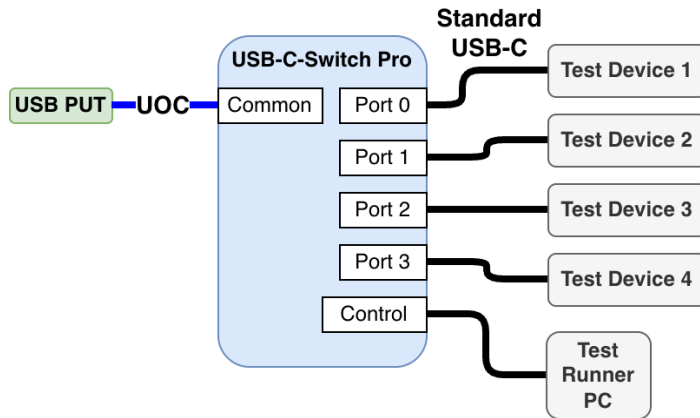 Standard
USB-C
USB-C-Switch Pro
Test Device 1
USB PUT
UOC
Common
Port 0
Test Device 2
Port 1
Port 2
Test Device 3
Port 3
Test Device 4
Control
Test
Runner
PC